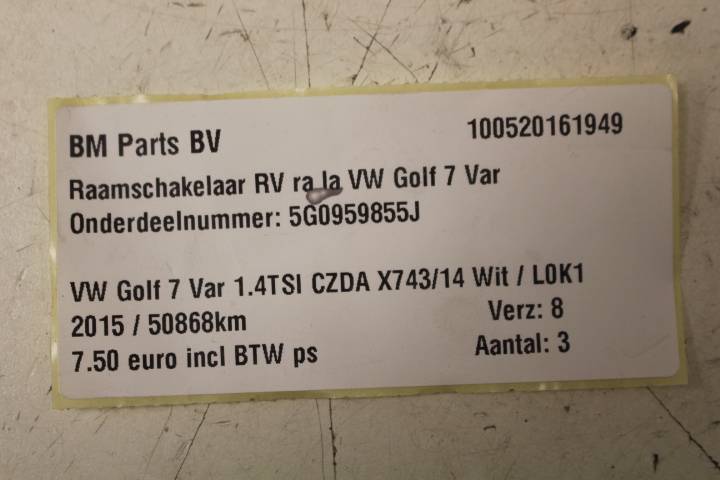 BM Parts BV 100520161949
Raamschakelaar RV ra la VW Golf 7 Var
Onderdeelnummer: 5G0959855J
VW Golf 7 Var 1.4TSI CZDA X743/14 Wit / L0K1
2015 / 50868km Verz: 8
7.50 euro incl BTW ps Aantal: 3